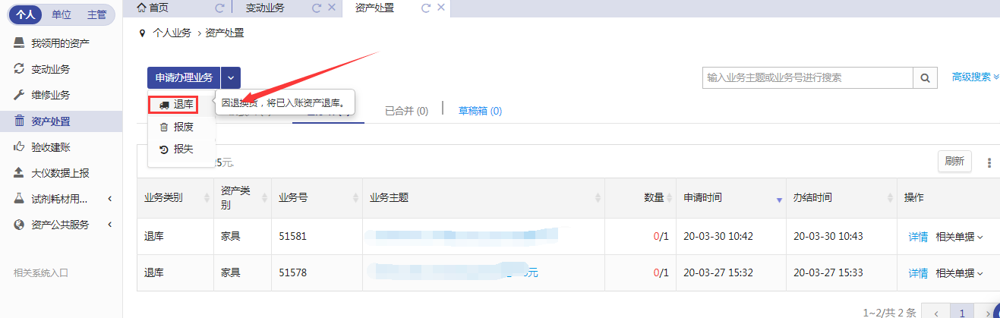 个人 单位 主管
首页 变动业务 资产处置
个人业务 > 资产处置
我领用的资产
变动业务
维修业务
资产处置
验收建账
大仪数据上报
试剂耗材用...
资产公共服务
相关系统入口
申请办理业务
输入业务主题或业务号进行搜索
高级搜索
退库
因退换货，将已入账资产退库。
报废
报失
已合并 (0) 草稿箱 (0)
5元,
刷新
业务类别 资产类别 业务号 业务主题 数量 申请时间 办结时间 操作
退库 家具 51581 0/1 20-03-30 10:42 20-03-30 10:43 详情 相关单据
退库 家具 51578 元 0/1 20-03-27 15:32 20-03-27 15:33 详情 相关单据
1~2/共 2 条 < 1 >